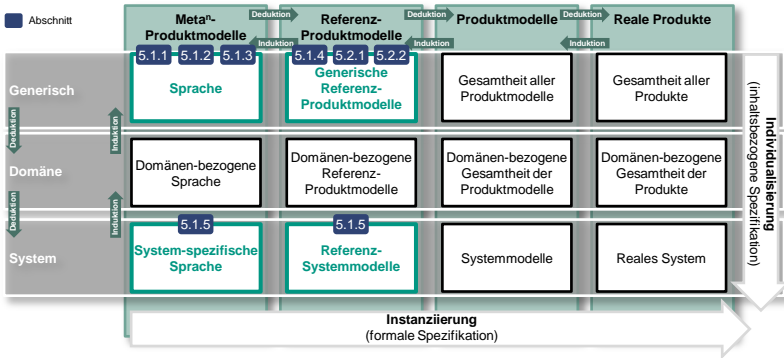 Abschnitt
Metaⁿ-
Produktmodelle
Deduktion
Induktion
Referenz-
Produktmodelle
Deduktion
Induktion
Produktmodelle
Deduktion
Induktion
Reale Produkte
5.1.1 5.1.2 5.1.3
5.1.4 5.2.1 5.2.2
Generisch
Sprache
Generische
Referenz-
Produktmodelle
Gesamtheit aller
Produktmodelle
Gesamtheit aller
Produkte
Deduktion
Induktion
Domäne
Domänen-bezogene
Sprache
Domänen-bezogene
Referenz-
Produktmodelle
Domänen-bezogene
Gesamtheit der
Produktmodelle
Domänen-bezogene
Gesamtheit der
Produkte
Deduktion
Induktion
5.1.5
5.1.5
System
System-spezifische
Sprache
Referenz-
Systemmodelle
Systemmodelle
Reales System
Individualisierung
(inhaltsbezogene Spezifikation)
Instanziierung
(formale Spezifikation)